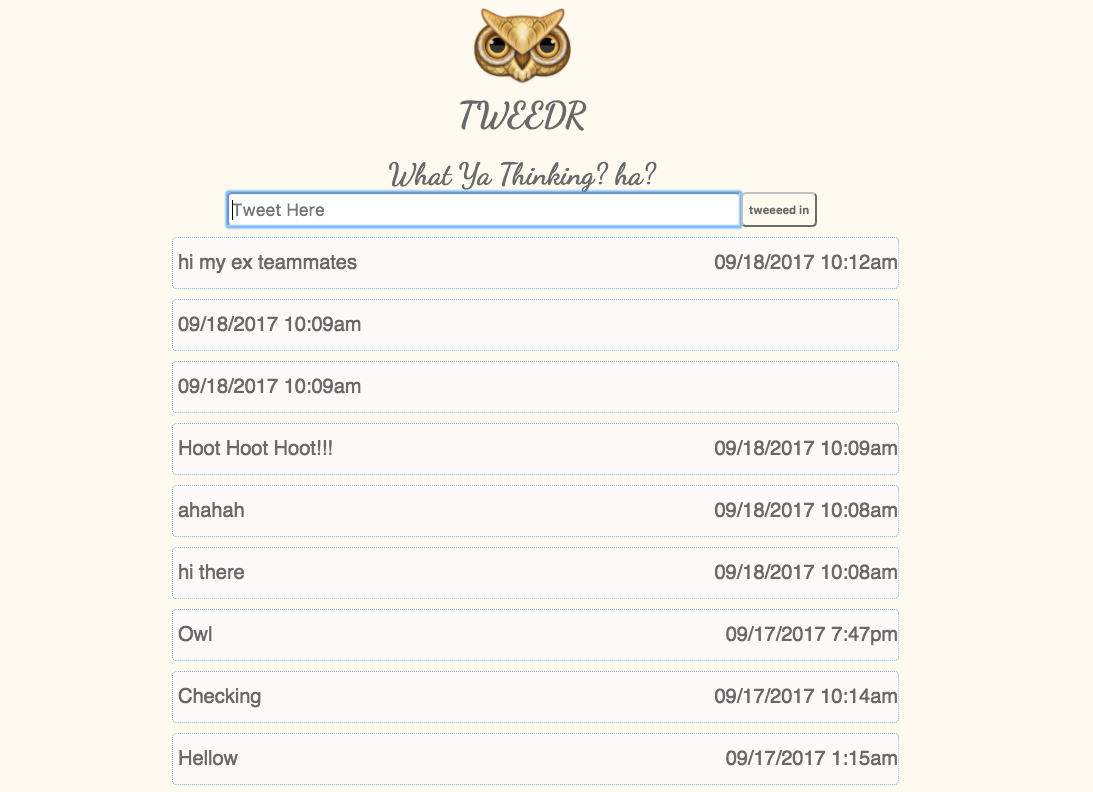 TWEEDR
What Ya Thinking? ha?
Tweet Here tweeeed in
hi my ex teammates 09/18/2017 10:12am
09/18/2017 10:09am
09/18/2017 10:09am
Hoot Hoot Hoot!!! 09/18/2017 10:09am
ahahah 09/18/2017 10:08am
hi there 09/18/2017 10:08am
Owl 09/17/2017 7:47pm
Checking 09/17/2017 10:14am
Hellow 09/17/2017 1:15am